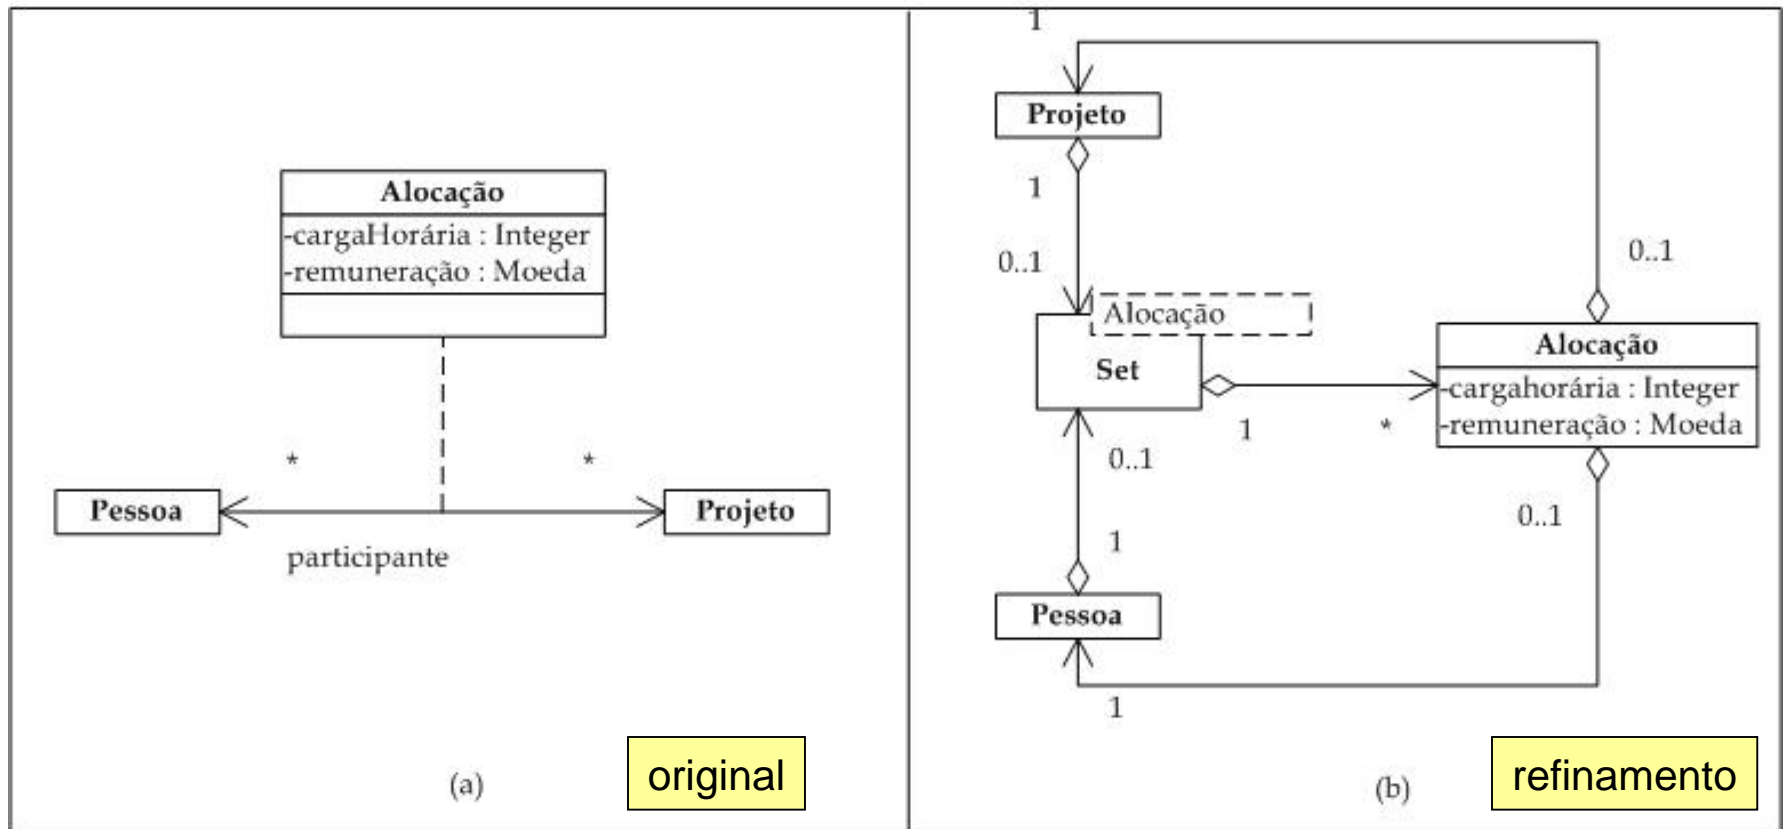 Alocação
-cargaHorária : Integer
-remuneração : Moeda
*
*
Pessoa
Projeto
participante
(a)
original
1
Projeto
1
0..1
0..1
Alocação
Set
Alocação
-cargahorária : Integer
-remuneração : Moeda
1
*
0..1
0..1
1
Pessoa
1
(b)
refinamento